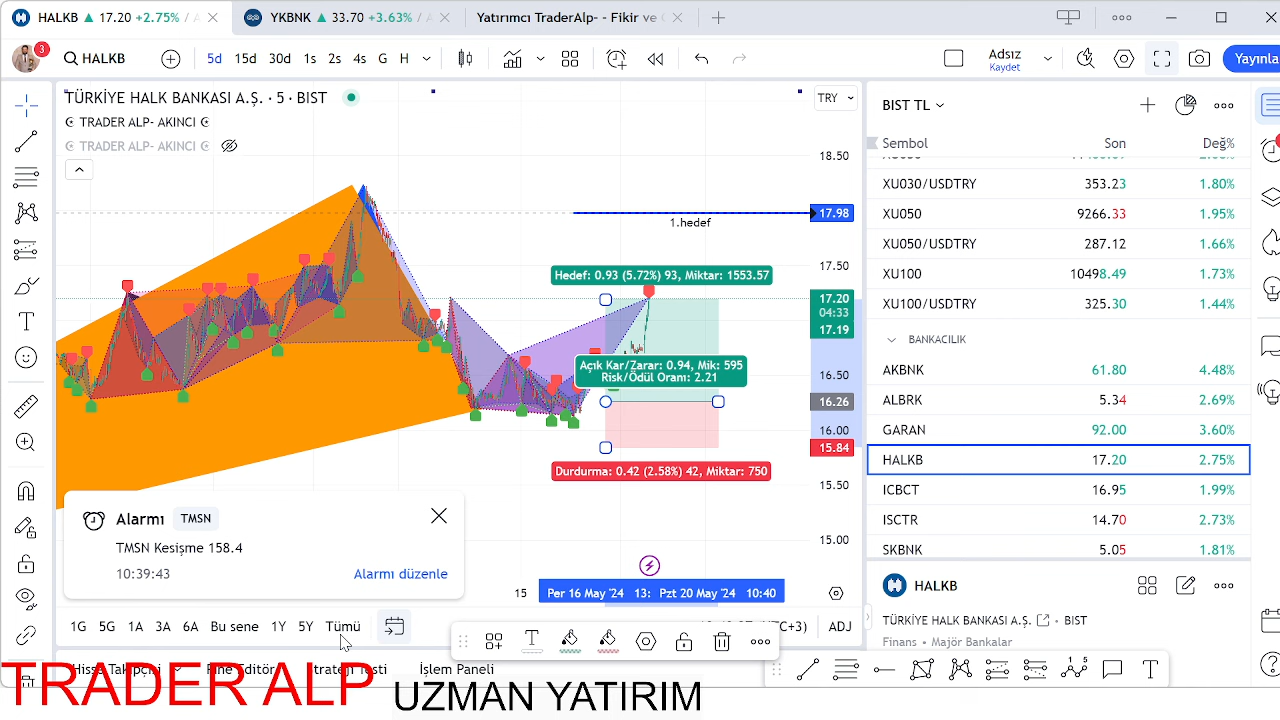 HALKB ▲ 17.20 +2.75% /
YKBNK ▲ 33.70 +3.63% /
Yatırımcı TraderAlp- - Fikir ve
3
HALKB
5d 15d 30d 1s 2s 4s G H
Adsız
Kaydet
Yayınla
TÜRKİYE HALK BANKASI A.Ş. · 5 · BIST
TRADER ALP- AKINCI
TRADER ALP- AKINCI
TRY
18.50
17.98
1.hedef
17.50
Hedef: 0.93 (5.72%) 93, Miktar: 1553.57
17.20
04:33
17.19
Açık Kar/Zarar: 0.94, Mik: 595
Risk/Ödül Oranı: 2.21
16.50
16.26
16.00
15.84
Durdurma: 0.42 (2.58%) 42, Miktar: 750
15.50
15.00
Alarmı TMSN
TMSN Kesişme 158.4
10:39:43
Alarmı düzenle
15
Per 16 May '24 13:
Pzt 20 May '24 10:40
1G 5G 1A 3A 6A Bu sene 1Y 5Y Tümü
ADJ
İşlem Paneli
BIST TL
Sembol Son Değ%
XU030/USDTRY 353.23 1.80%
XU050 9266.33 1.95%
XU050/USDTRY 287.12 1.66%
XU100 10498.49 1.73%
XU100/USDTRY 325.30 1.44%
BANKACILIK
AKBNK 61.80 4.48%
ALBRK 5.34 2.69%
GARAN 92.00 3.60%
HALKB 17.20 2.75%
ICBCT 16.95 1.99%
ISCTR 14.70 2.73%
SKBNK 5.05 1.81%
HALKB
TÜRKİYE HALK BANKASI A.Ş. • BIST
Finans • Majör Bankalar
TRADER ALP UZMAN YATIRIM